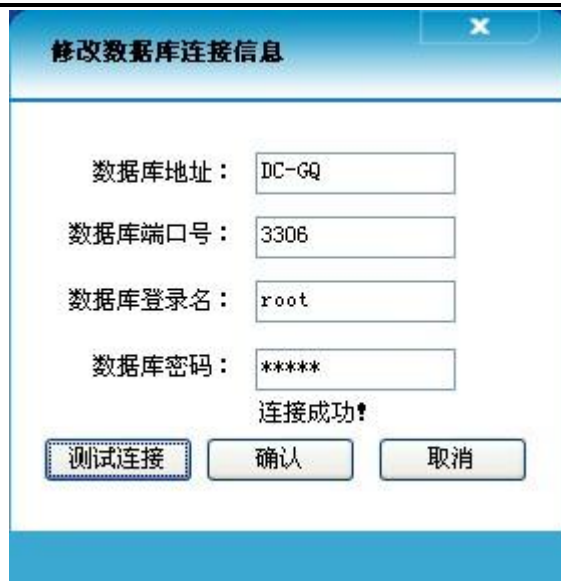 修改数据库连接信息
数据库地址： DC-GQ
数据库端口号： 3306
数据库登录名： root
数据库密码： *****
连接成功!
测试连接 确认 取消